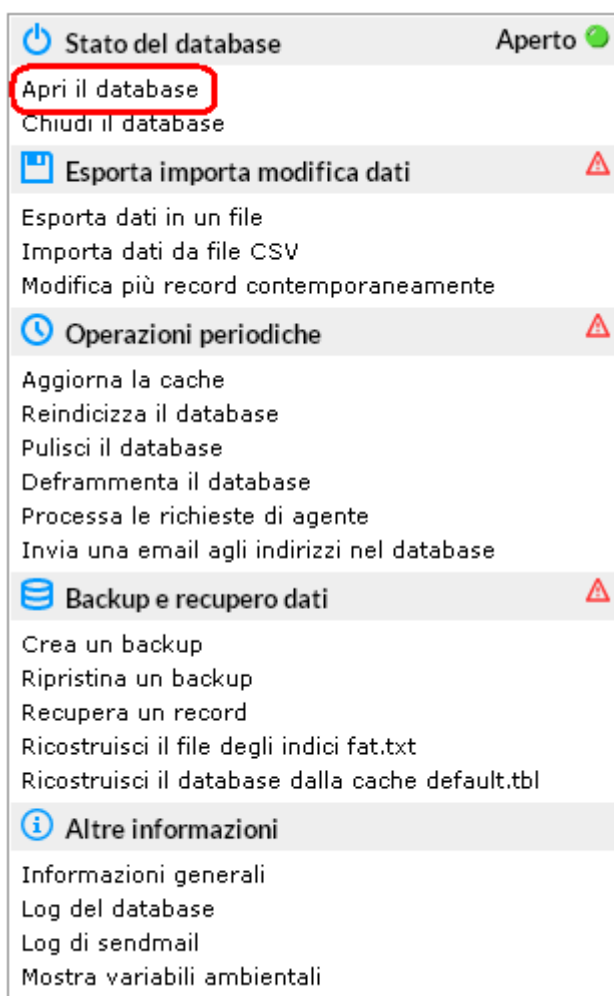 Stato del database Aperto
Apri il database
Chiudi il database
Esporta importa modifica dati
Esporta dati in un file
Importa dati da file CSV
Modifica più record contemporaneamente
Operazioni periodiche
Aggiorna la cache
Reindicizza il database
Pulisci il database
Deframmenta il database
Processa le richieste di agente
Invia una email agli indirizzi nel database
Backup e recupero dati
Crea un backup
Ripristina un backup
Recupera un record
Ricostruisci il file degli indici fat.txt
Ricostruisci il database dalla cache default.tbl
Altre informazioni
Informazioni generali
Log del database
Log di sendmail
Mostra variabili ambientali